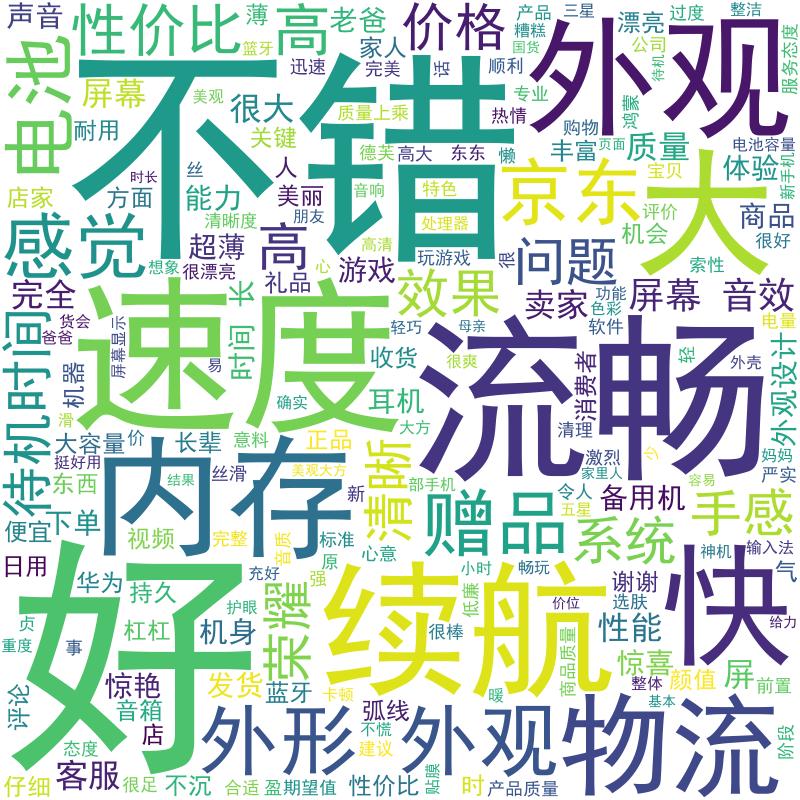 声音
性价比
薄
高
老爸
价格
产品
三星
漂亮
过度
整洁
外观
服务态度
电池
屏幕
蓝牙
迅速
家人
完美
话
顺利
糟糕
国货
公司
待机
不错
美观
很大
质量上乘
专业
热情
鸿蒙
购物
耐用
关键
德芙
高大
东东
懒
丰富
质量
页面
电池容量
店家
时长
丝
人
美丽
音响
特色
京东
宝贝
体验
新手机
方面
能力
清晰度
朋友
处理器
大
评价
机会
商品
很好
感觉
超薄
高
高清
玩游戏
很
问题
索性
想象
很漂亮
礼品
心
游戏
完全
货会
爸爸
屏幕显示
时间
长
轻巧
母亲
效果
卖家
功能
色彩
软件
屏幕
音效
电量
待机时间
机器
易
速度
收货
很爽
流畅
消费者
轻
外壳
外观设计
滑
确实
耳机
大方
清理
大容量
价
长辈
意料
正品
清晰
激烈
少
妈妈
严实
挺好用
东西
结果
丝滑
美观大方
新
部手机
令人
五星
家里人
备用机
容易
手感
内存
便宜
下单
视频
完整
音质
标准
原
心意
赠品
系统
神机
输入法
气
日用
华为
持久
充好
强
小时
畅玩
低廉
谢谢
选肤
快
好
护眼
荣耀
续航
价位
给力
重度
贞
事
杠杠
机身
很棒
商品质量
性能
惊喜
颜值
屏
前置
评论
惊艳
音箱
店
发货
蓝牙
卡顿
弧线
暖
整体
基本
态度
外形
不慌
建议
外观
物流
阶段
仔细
客服
很足
不沉
合适
盈期望值
性价比
贴膜
时
产品质量